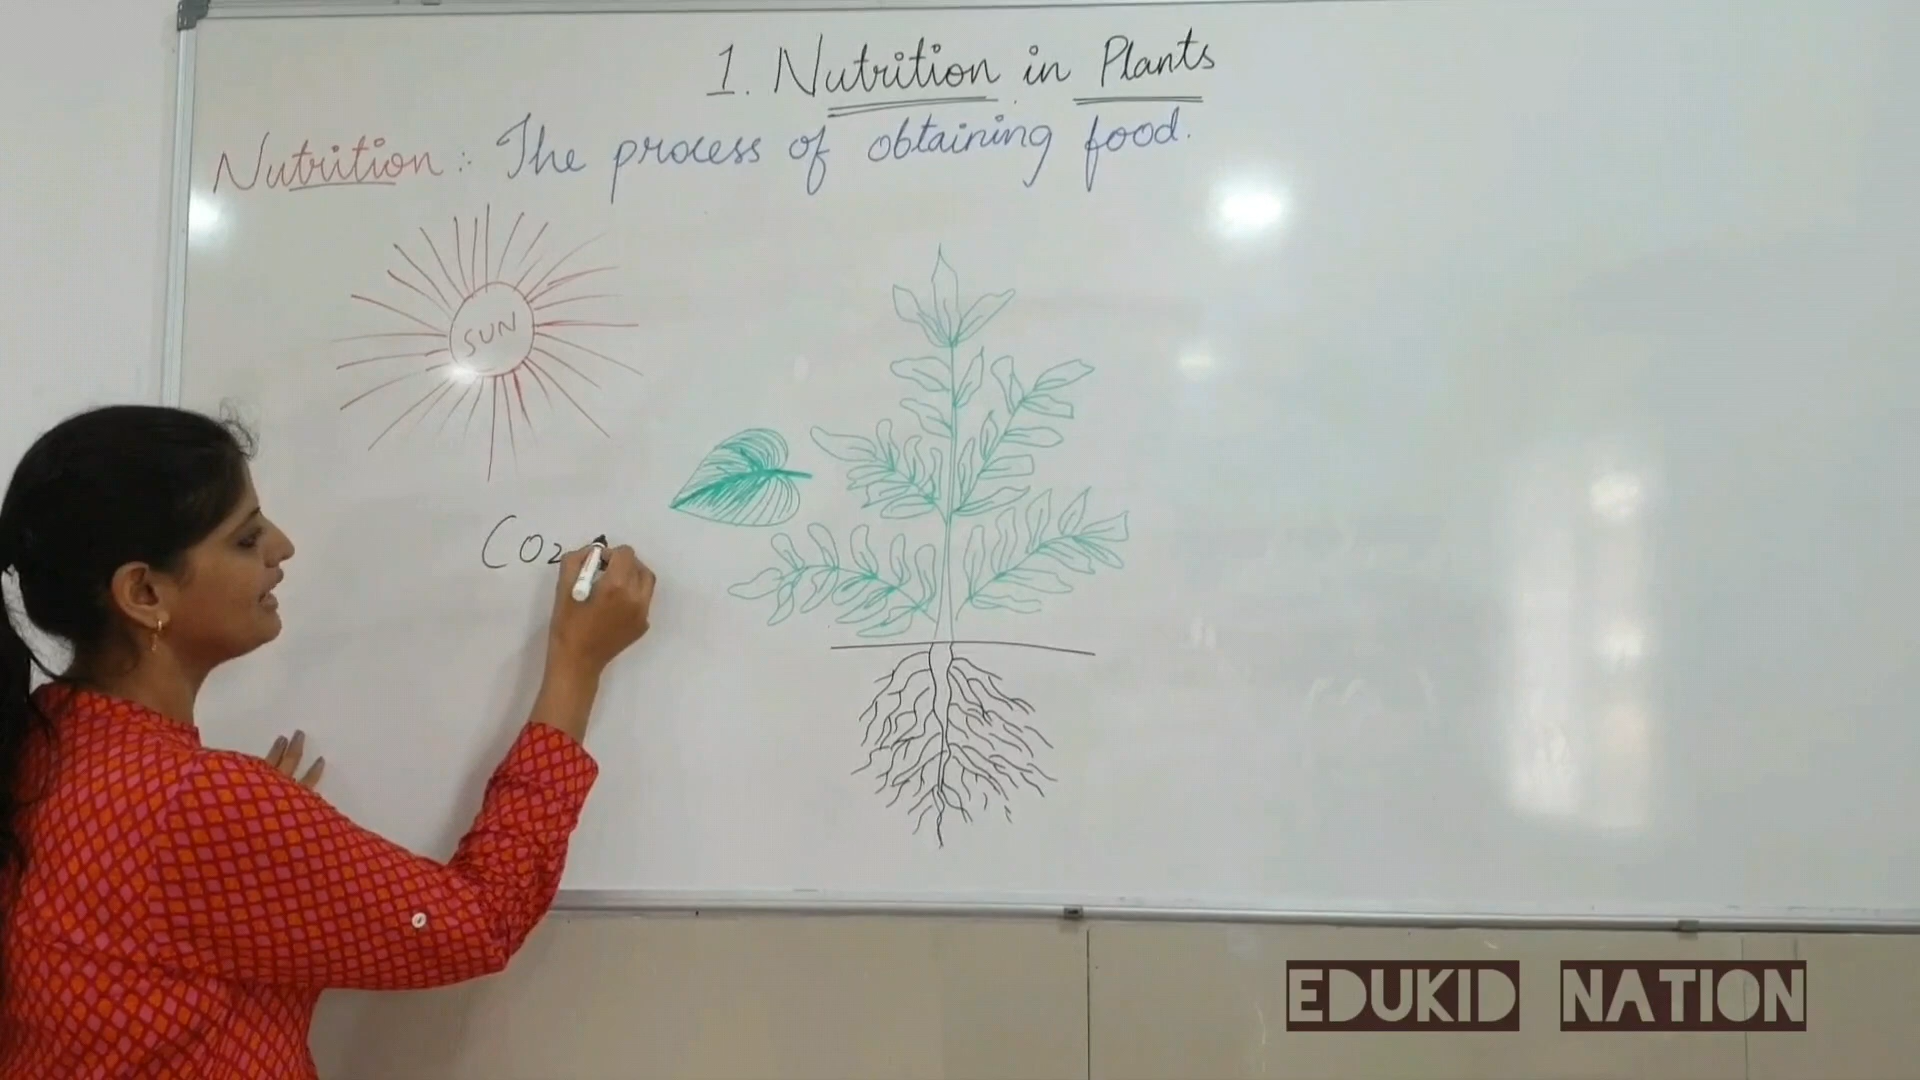 1. Nutrition in Plants
Nutrition : The process of obtaining food.
SUN
CO2
EDUKID NATION